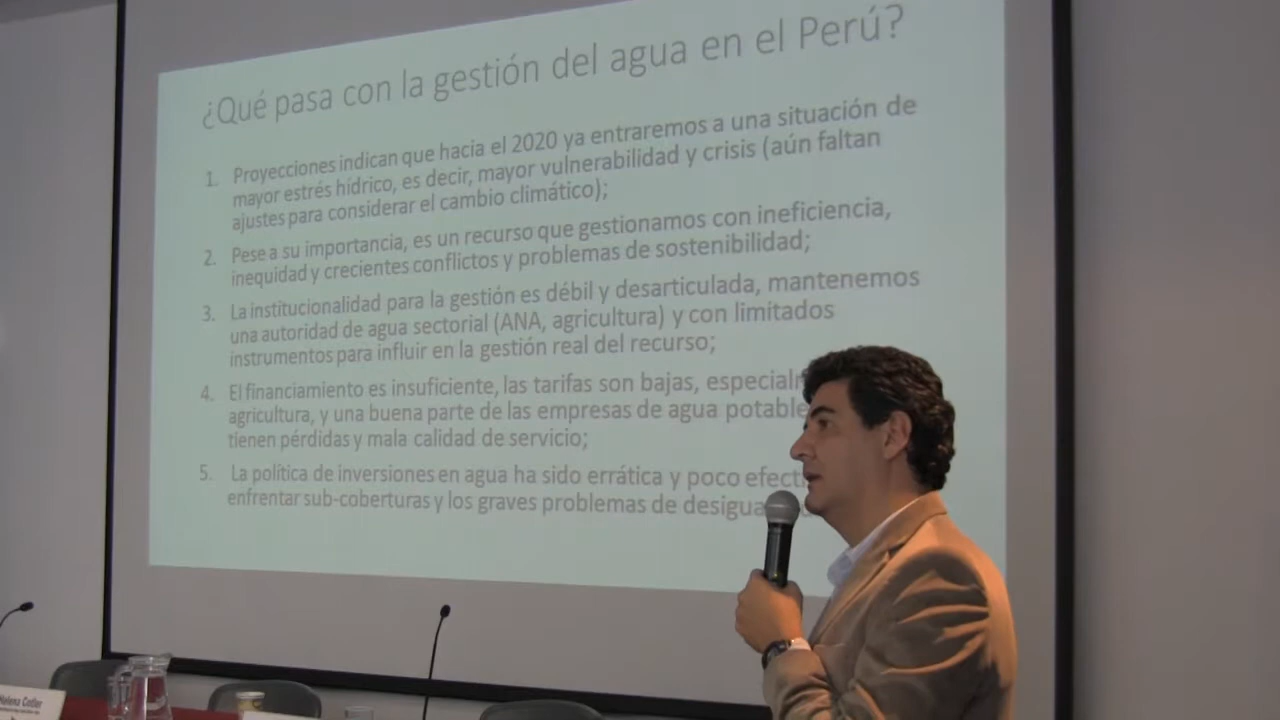 ¿Qué pasa con la gestión del agua en el Perú?
1. Proyecciones indican que hacia el 2020 ya entraremos a una situación de
mayor estrés hídrico, es decir, mayor vulnerabilidad y crisis (aún faltan
ajustes para considerar el cambio climático);
2. Pese a su importancia, es un recurso que gestionamos con ineficiencia,
inequidad y crecientes conflictos y problemas de sostenibilidad;
3. La institucionalidad para la gestión es débil y desarticulada, mantenemos
una autoridad de agua sectorial (ANA, agricultura) y con limitados
instrumentos para influir en la gestión real del recurso;
4. El financiamiento es insuficiente, las tarifas son bajas,
agricultura, y una buena parte de las empresas de agua potable
tienen pérdidas y mala calidad de servicio;
5. La política de inversiones en agua ha sido errática y poco
enfrentar sub-coberturas y los graves problemas de
Helena Cotler